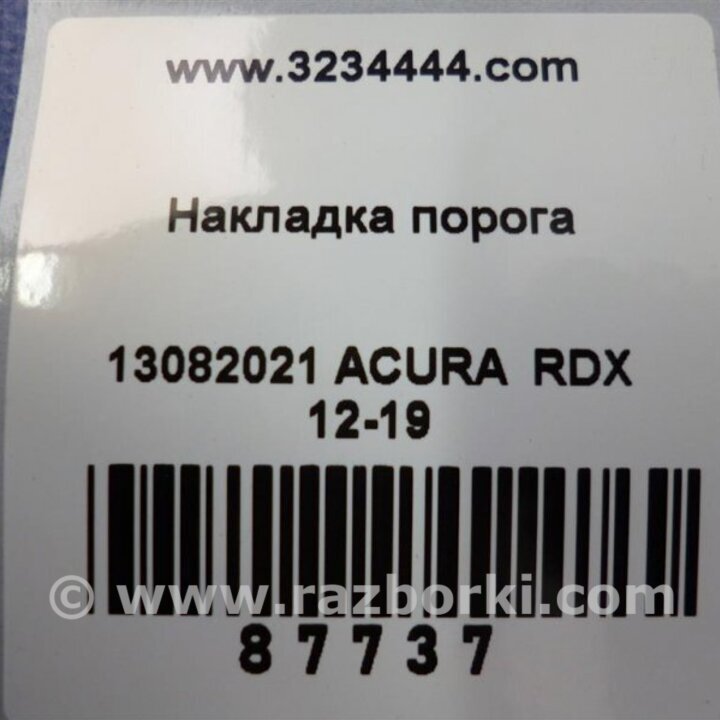 www.3234444.com
Накладка порога
13082021 ACURA RDX
12-19
© www.razborki.com
87737